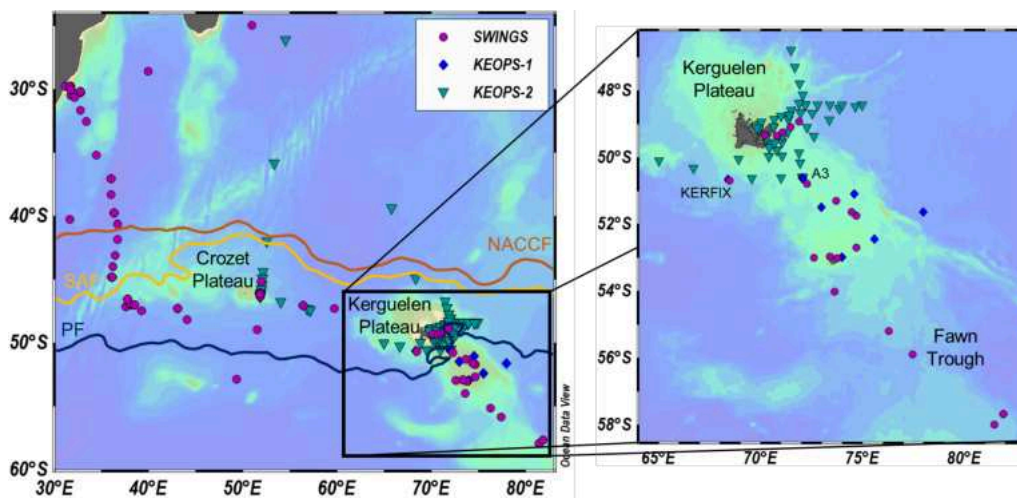 SWINGS
KEOPS-1
KEOPS-2
30°S
40°S
50°S
60°S
NACCF
SAF
PF
Crozet
Plateau
Kerguelen
Plateau
30°E
40°E
50°E
60°E
70°E
80°E
Ocean Data View
48°S
50°S
52°S
54°S
56°S
58°S
Kerguelen
Plateau
KERFIX
A3
Fawn
Trough
65°E
70°E
75°E
80°E